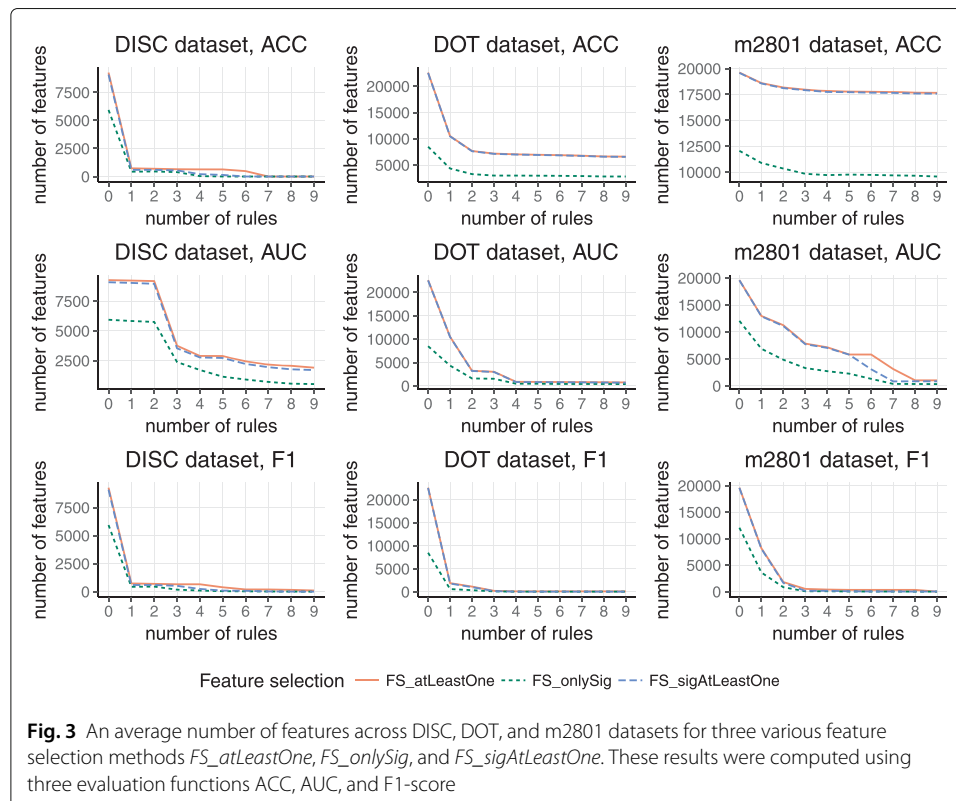 DISC dataset, ACC
DOT dataset, ACC
m2801 dataset, ACC
number of features
7500
5000
2500
0
0 1 2 3 4 5 6 7 8 9
number of rules
number of features
20000
15000
10000
5000
0 1 2 3 4 5 6 7 8 9
number of rules
number of features
20000
17500
15000
12500
10000
0 1 2 3 4 5 6 7 8 9
number of rules
DISC dataset, AUC
DOT dataset, AUC
m2801 dataset, AUC
number of features
7500
5000
2500
0 1 2 3 4 5 6 7 8 9
number of rules
number of features
20000
15000
10000
5000
0
0 1 2 3 4 5 6 7 8 9
number of rules
number of features
20000
15000
10000
5000
0
0 1 2 3 4 5 6 7 8 9
number of rules
DISC dataset, F1
DOT dataset, F1
m2801 dataset, F1
number of features
7500
5000
2500
0
0 1 2 3 4 5 6 7 8 9
number of rules
number of features
20000
15000
10000
5000
0
0 1 2 3 4 5 6 7 8 9
number of rules
number of features
20000
15000
10000
5000
0
0 1 2 3 4 5 6 7 8 9
number of rules
Feature selection FS_atLeastOne FS_onlySig FS_sigAtLeastOne
Fig. 3 An average number of features across DISC, DOT, and m2801 datasets for three various feature
selection methods FS_atLeastOne, FS_onlySig, and FS_sigAtLeastOne. These results were computed using
three evaluation functions ACC, AUC, and F1-score